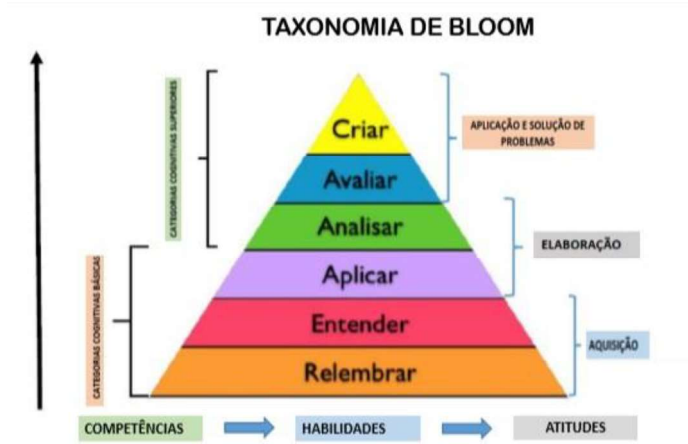 TAXONOMIA DE BLOOM
CATEGORIAS COGNITIVAS SUPERIORES
Criar
APLICAÇÃO E SOLUÇÃO DE
PROBLEMAS
Avaliar
Analisar
ELABORAÇÃO
CATEGORIAS COGNITIVAS BÁSICAS
Aplicar
Entender
AQUISIÇÃO
Relembrar
COMPETÊNCIAS
HABILIDADES
ATITUDES